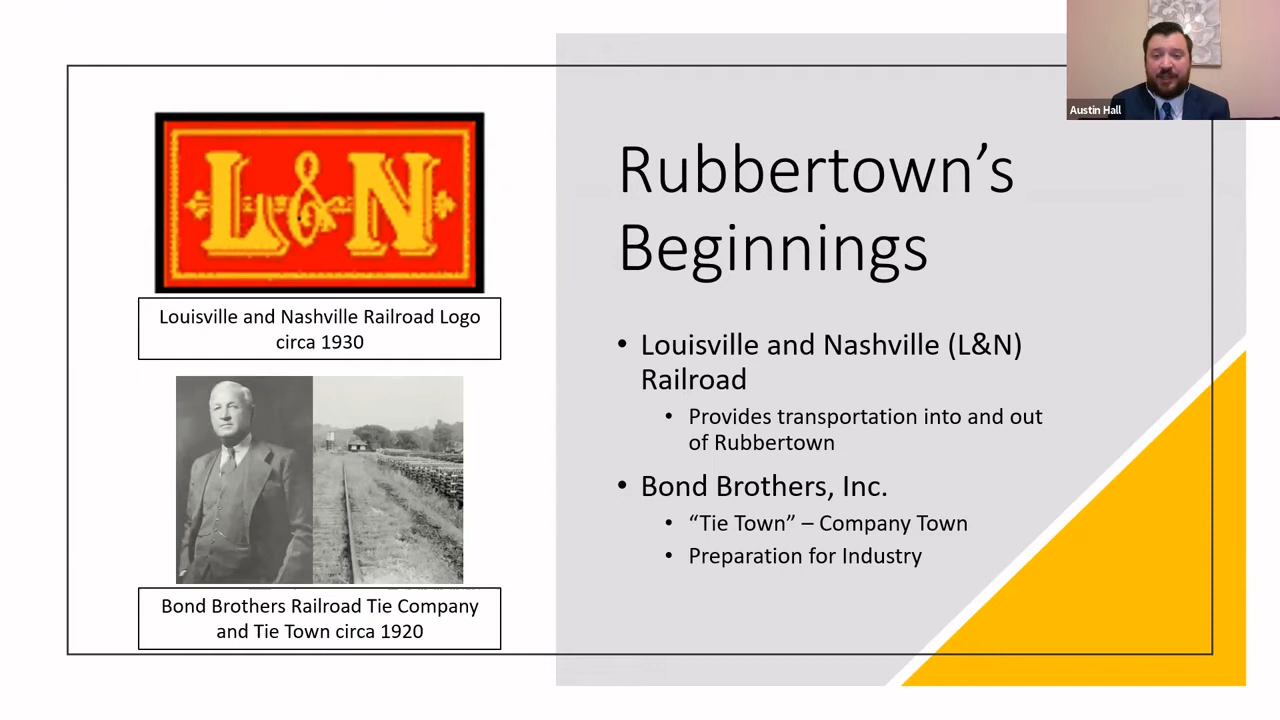 Austin Hall
L&N
Louisville and Nashville Railroad Logo
circa 1930
Bond Brothers Railroad Tie Company
and Tie Town circa 1920
Rubbertown’s
Beginnings
• Louisville and Nashville (L&N)
Railroad
• Provides transportation into and out
of Rubbertown
• Bond Brothers, Inc.
• “Tie Town” – Company Town
• Preparation for Industry